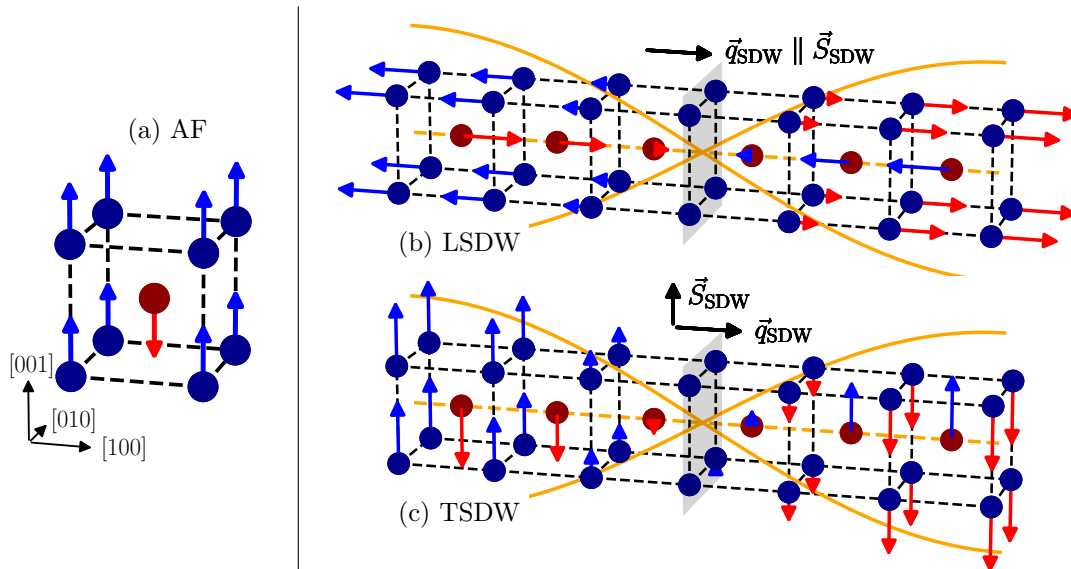 (a) AF
[001]
[010]
[100]
q⃗SDW ∥ S⃗SDW
(b) LSDW
S⃗SDW
q⃗SDW
(c) TSDW